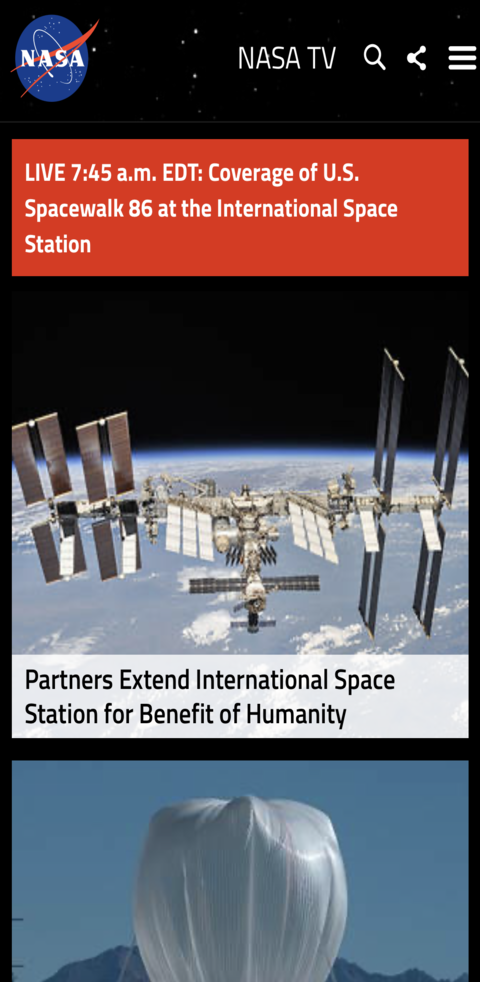 NASA
NASA TV
LIVE 7:45 a.m. EDT: Coverage of U.S.
Spacewalk 86 at the International Space
Station
Partners Extend International Space
Station for Benefit of Humanity